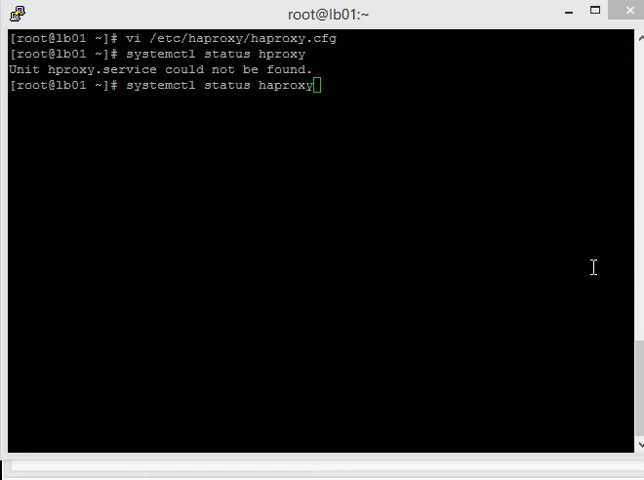 root@lb01:~
[root@lb01 ~]# vi /etc/haproxy/haproxy.cfg
[root@lb01 ~]# systemctl status hproxy
Unit hproxy.service could not be found.
[root@lb01 ~]# systemctl status haproxy